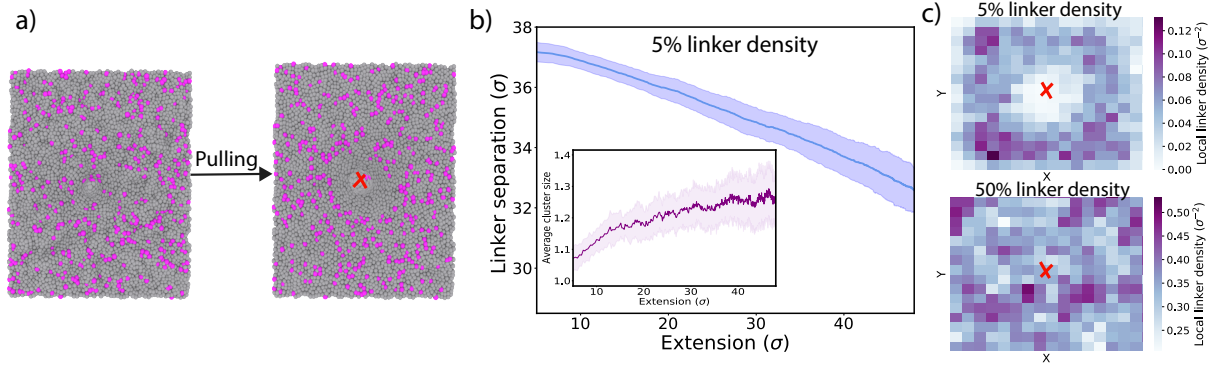 a)
Pulling
b)
5% linker density
Linker separation (σ)
38
37
36
35
34
33
32
30
10
20
30
40
Extension (σ)
Average cluster size
1.4
1.3
1.2
1.1
1.0
10
20
30
40
Extension (σ)
c)
5% linker density
Y
X
0.12
0.10
0.08
0.06
0.04
0.02
0.00
Local linker density (σ⁻²)
50% linker density
Y
X
0.50
0.45
0.40
0.35
0.30
0.25
Local linker density (σ⁻²)